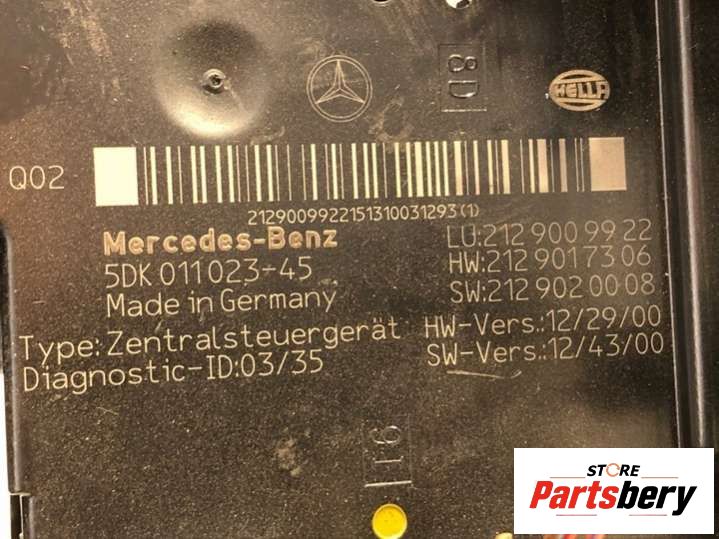 8D
HELLA
Q02
2129009922151310031293(1)
Mercedes-Benz
LU:212 900 99 22
5DK 011 023-45
HW:212 901 73 06
Made in Germany
SW:212 902 00 08
Type: Zentralsteuergerät
HW-Vers.:12/29/00
Diagnostic-ID:03/35
SW-Vers.:12/43/00
STORE
Partsbery